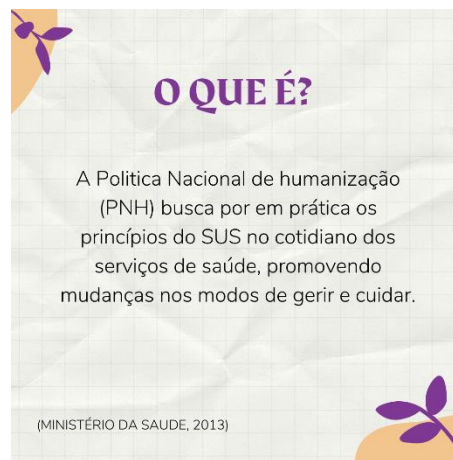 O QUE É?
A Politica Nacional de humanização
(PNH) busca por em prática os
princípios do SUS no cotidiano dos
serviços de saúde, promovendo
mudanças nos modos de gerir e cuidar.
(MINISTÉRIO DA SAUDE, 2013)